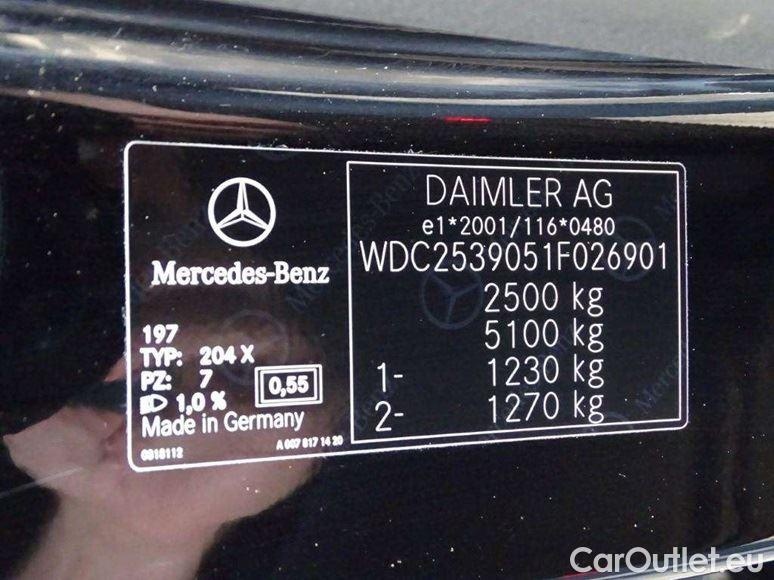 Mercedes-Benz
197
TYP: 204 X
PZ: 7
0,55
1,0 %
Made in Germany
0818112
A 007 817 14 20
DAIMLER AG
e1*2001/116*0480
WDC2539051F026901
2500 kg
5100 kg
1- 1230 kg
2- 1270 kg
CarOutlet.eu